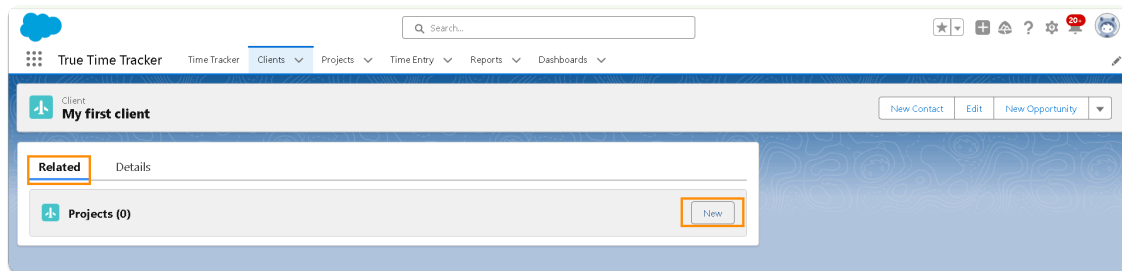 Search...
20+
True Time Tracker Time Tracker Clients Projects Time Entry Reports Dashboards
Client
My first client
New Contact Edit New Opportunity
Related Details
Projects (0) New